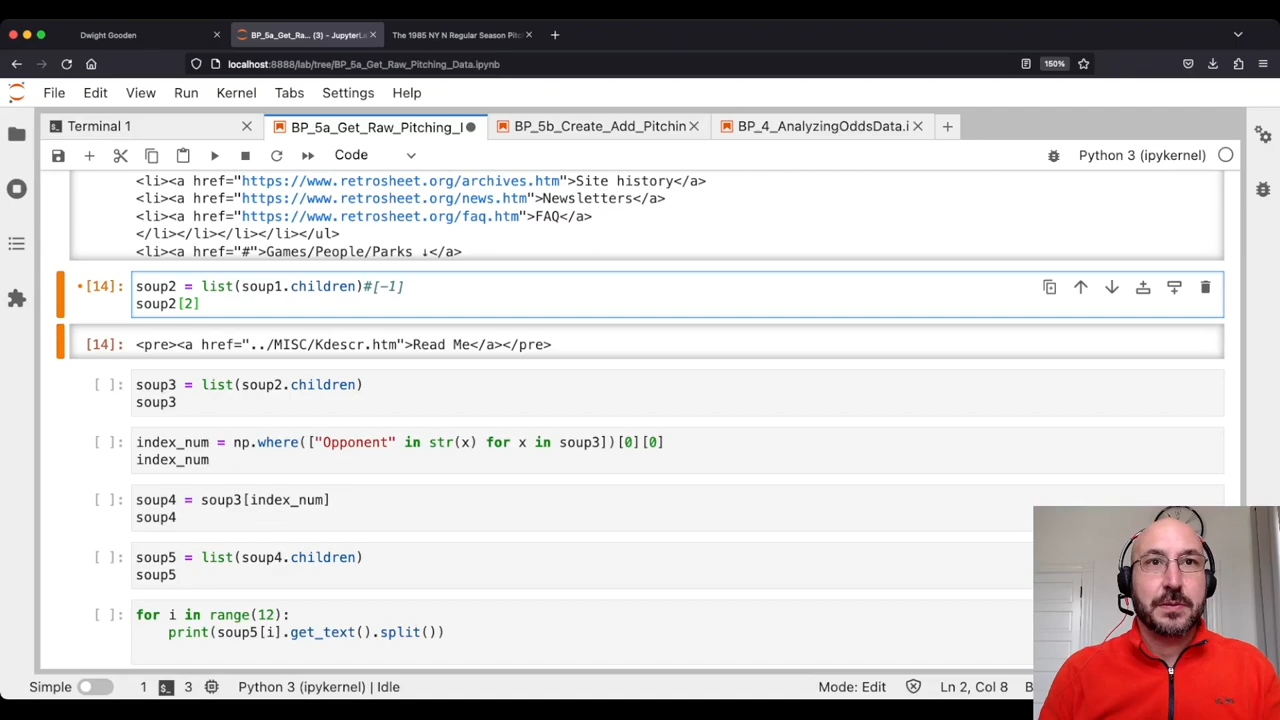 Dwight Gooden
BP_5a_Get_Ra... (3) - JupyterLa
The 1985 NY N Regular Season Pitc
localhost:8888/lab/tree/BP_5a_Get_Raw_Pitching_Data.ipynb
150%
File Edit View Run Kernel Tabs Settings Help
Terminal 1
BP_5a_Get_Raw_Pitching_I
BP_5b_Create_Add_Pitchin
BP_4_AnalyzingOddsData.i
Code
Python 3 (ipykernel)
<li><a href="https://www.retrosheet.org/archives.htm">Site history</a>
<li><a href="https://www.retrosheet.org/news.htm">Newsletters</a>
<li><a href="https://www.retrosheet.org/faq.htm">FAQ</a>
</li></li></li></li></ul>
<li><a href="#">Games/People/Parks ↓</a>
[14]: soup2 = list(soup1.children)#[-1]
soup2[2]
[14]: <pre><a href="../MISC/Kdescr.htm">Read Me</a></pre>
[ ]: soup3 = list(soup2.children)
soup3
[ ]: index_num = np.where(["Opponent" in str(x) for x in soup3])[0][0]
index_num
[ ]: soup4 = soup3[index_num]
soup4
[ ]: soup5 = list(soup4.children)
soup5
[ ]: for i in range(12):
print(soup5[i].get_text().split())
Simple 1 3 Python 3 (ipykernel) | Idle Mode: Edit Ln 2, Col 8